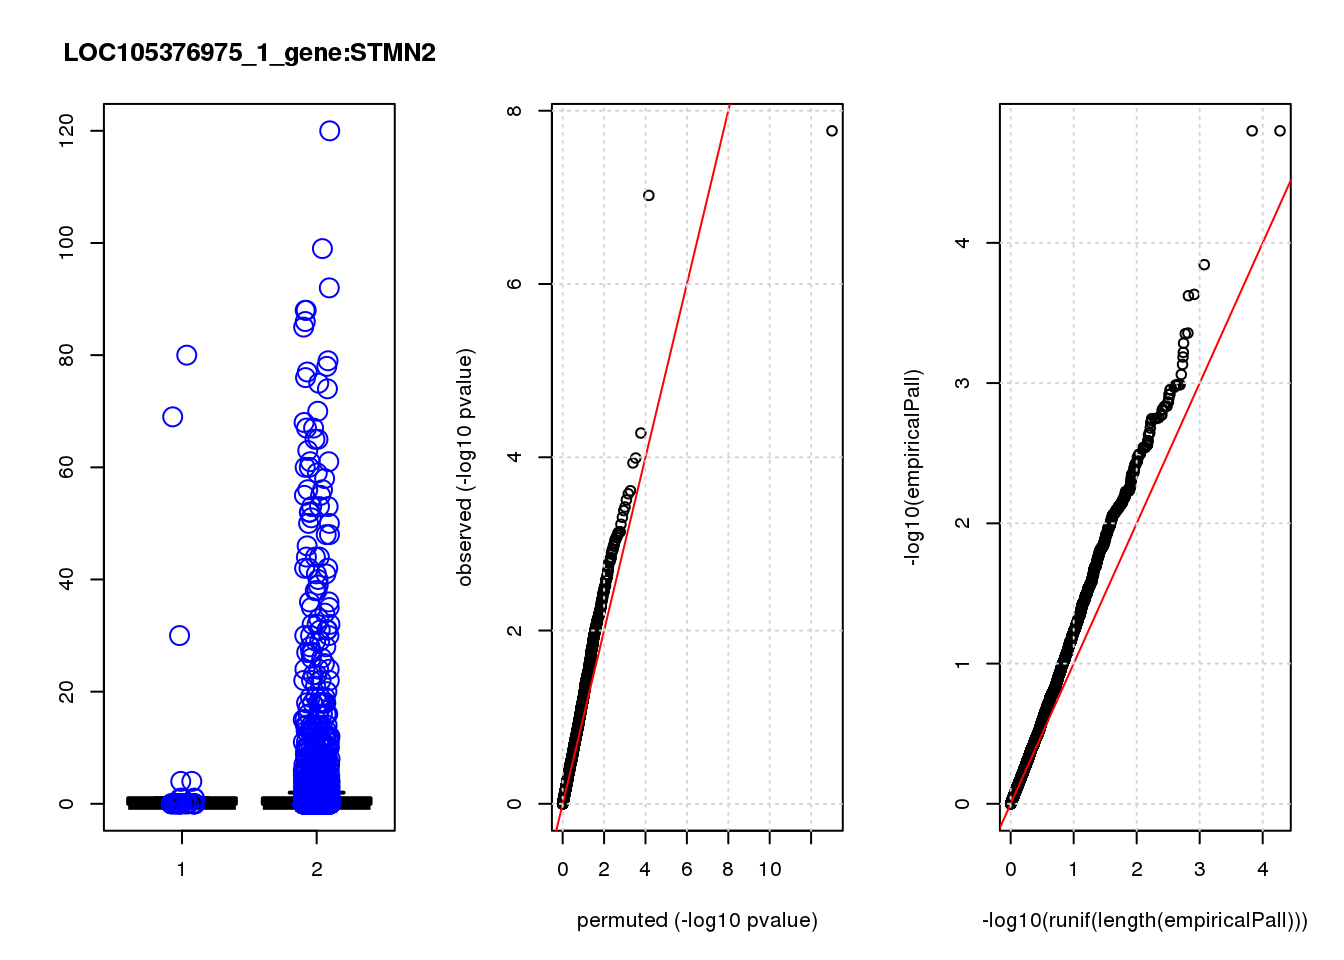 LOC105376975_1_gene:STMN2
0
20
40
60
80
100
120
1 2
observed (-log10 pvalue)
0
2
4
6
8
0 2 4 6 8 10
permuted (-log10 pvalue)
-log10(empiricalPall)
0
1
2
3
4
0 1 2 3 4
-log10(runif(length(empiricalPall)))